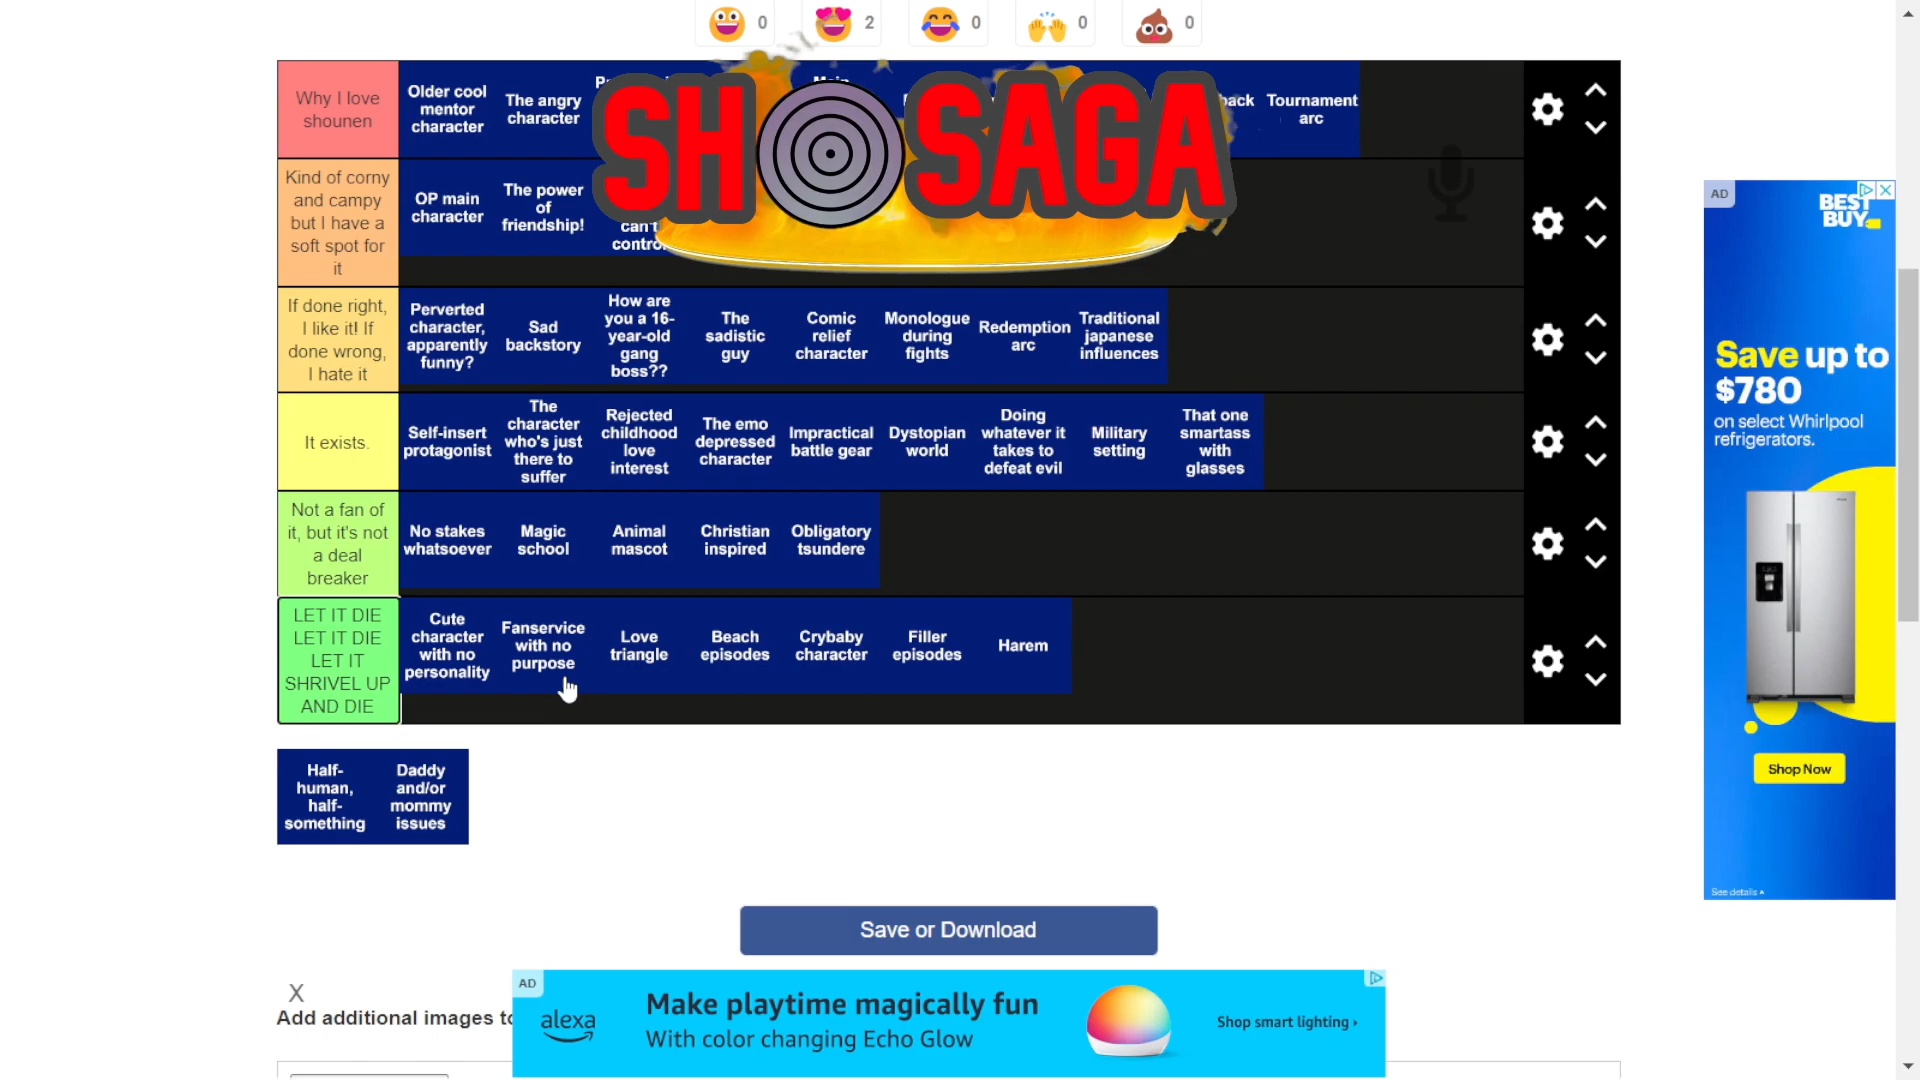 0
2
0
0
0
Why I love
shounen
Older cool
mentor
character
The angry
character
Tournament
arc
SH SAGA
Kind of corny
and campy
but I have a
soft spot for
it
OP main
character
The power
of
friendship!
can't
If done right,
I like it! If
done wrong,
I hate it
Perverted
character,
apparently
funny?
Sad
backstory
How are
you a 16-
year-old
gang
boss??
The
sadistic
guy
Comic
relief
character
Monologue
during
fights
Redemption
arc
Traditional
japanese
influences
It exists.
Self-insert
protagonist
The
character
who's just
there to
suffer
Rejected
childhood
love
interest
The emo
depressed
character
Impractical
battle gear
Dystopian
world
Doing
whatever it
takes to
defeat evil
Military
setting
That one
smartass
with
glasses
Not a fan of
it, but it's not
a deal
breaker
No stakes
whatsoever
Magic
school
Animal
mascot
Christian
inspired
Obligatory
tsundere
LET IT DIE
LET IT DIE
LET IT
SHRIVEL UP
AND DIE
Cute
character
with no
personality
Fanservice
with no
purpose
Love
triangle
Beach
episodes
Crybaby
character
Filler
episodes
Harem
Half-
human,
half-
something
Daddy
and/or
mommy
issues
Save or Download
X
Add additional images to
AD
alexa
Make playtime magically fun
With color changing Echo Glow
Shop smart lighting ›
AD
BEST
BUY
Save up to
$780
on select Whirlpool
refrigerators.
Shop Now
See details